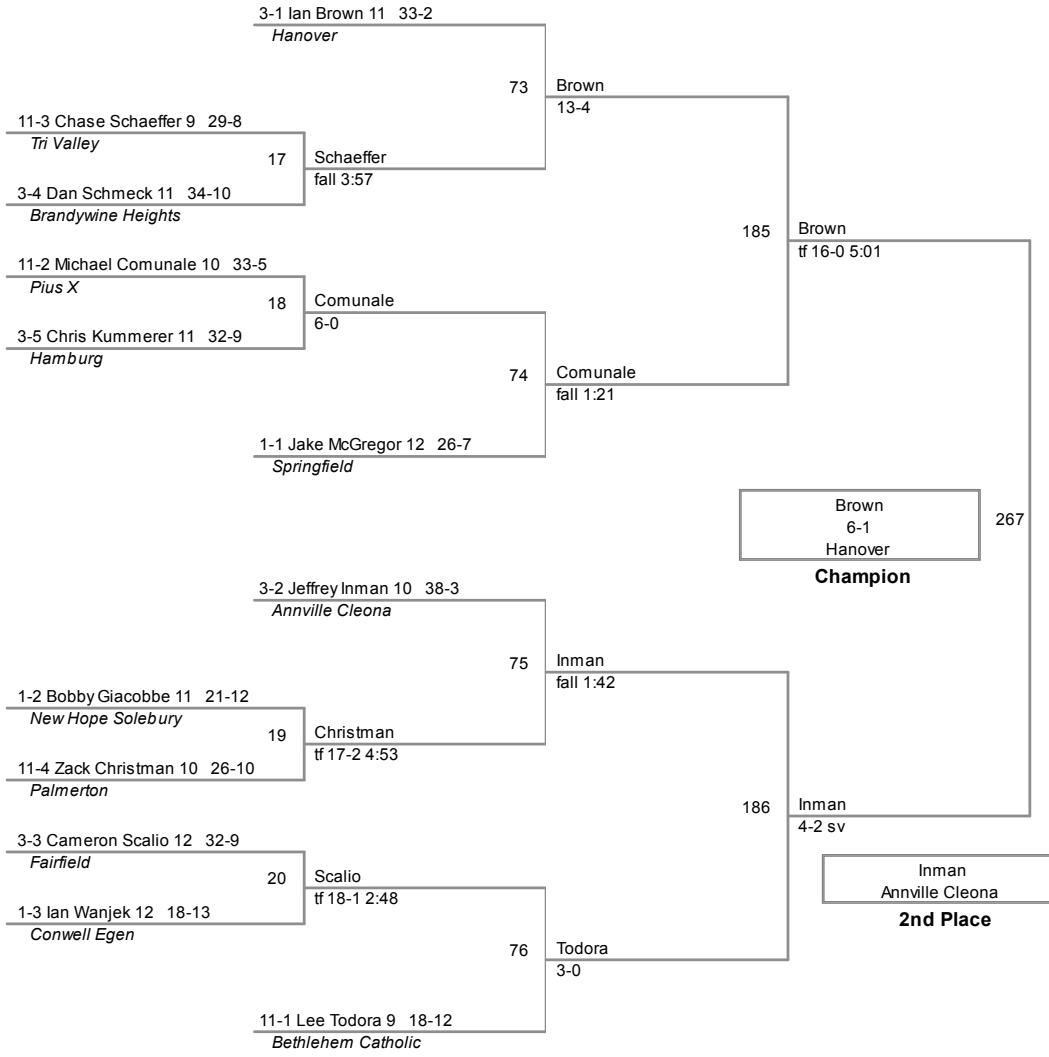 3-1 Ian Brown 11 33-2
Hanover
73
Brown
13-4
11-3 Chase Schaeffer 9 29-8
Tri Valley
17
Schaeffer
fall 3:57
3-4 Dan Schmeck 11 34-10
Brandywine Heights
185
Brown
tf 16-0 5:01
11-2 Michael Comunale 10 33-5
Pius X
18
Comunale
6-0
3-5 Chris Kummerer 11 32-9
Hamburg
74
Comunale
fall 1:21
1-1 Jake McGregor 12 26-7
Springfield
Brown
6-1
Hanover
267
Champion
3-2 Jeffrey Inman 10 38-3
Annville Cleona
75
Inman
fall 1:42
1-2 Bobby Giacobbe 11 21-12
New Hope Solebury
19
Christman
tf 17-2 4:53
11-4 Zack Christman 10 26-10
Palmerton
186
Inman
4-2 sv
3-3 Cameron Scalio 12 32-9
Fairfield
20
Scalio
tf 18-1 2:48
Inman
Annville Cleona
2nd Place
1-3 Ian Wanjek 12 18-13
Conwell Egen
76
Todora
3-0
11-1 Lee Todora 9 18-12
Bethlehem Catholic